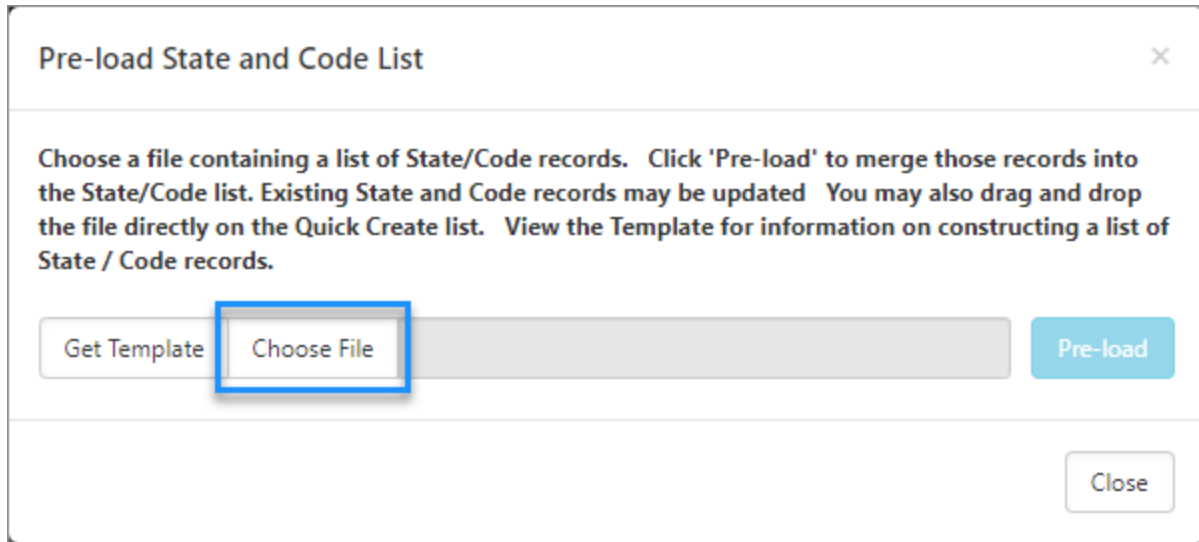 Pre-load State and Code List ×
Choose a file containing a list of State/Code records.   Click 'Pre-load' to merge those records into
the State/Code list. Existing State and Code records may be updated   You may also drag and drop
the file directly on the Quick Create list.   View the Template for information on constructing a list of
State / Code records.
Get Template Choose File Pre-load
Close